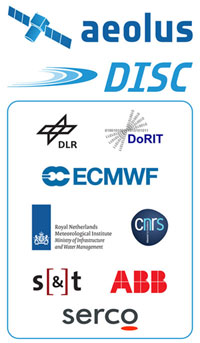 aeolus
DISC
DLR
DoRIT
ECMWF
Royal Netherlands
Meteorological Institute
Ministry of Infrastructure
and Water Management
cnrs
s[&]t
ABB
serco